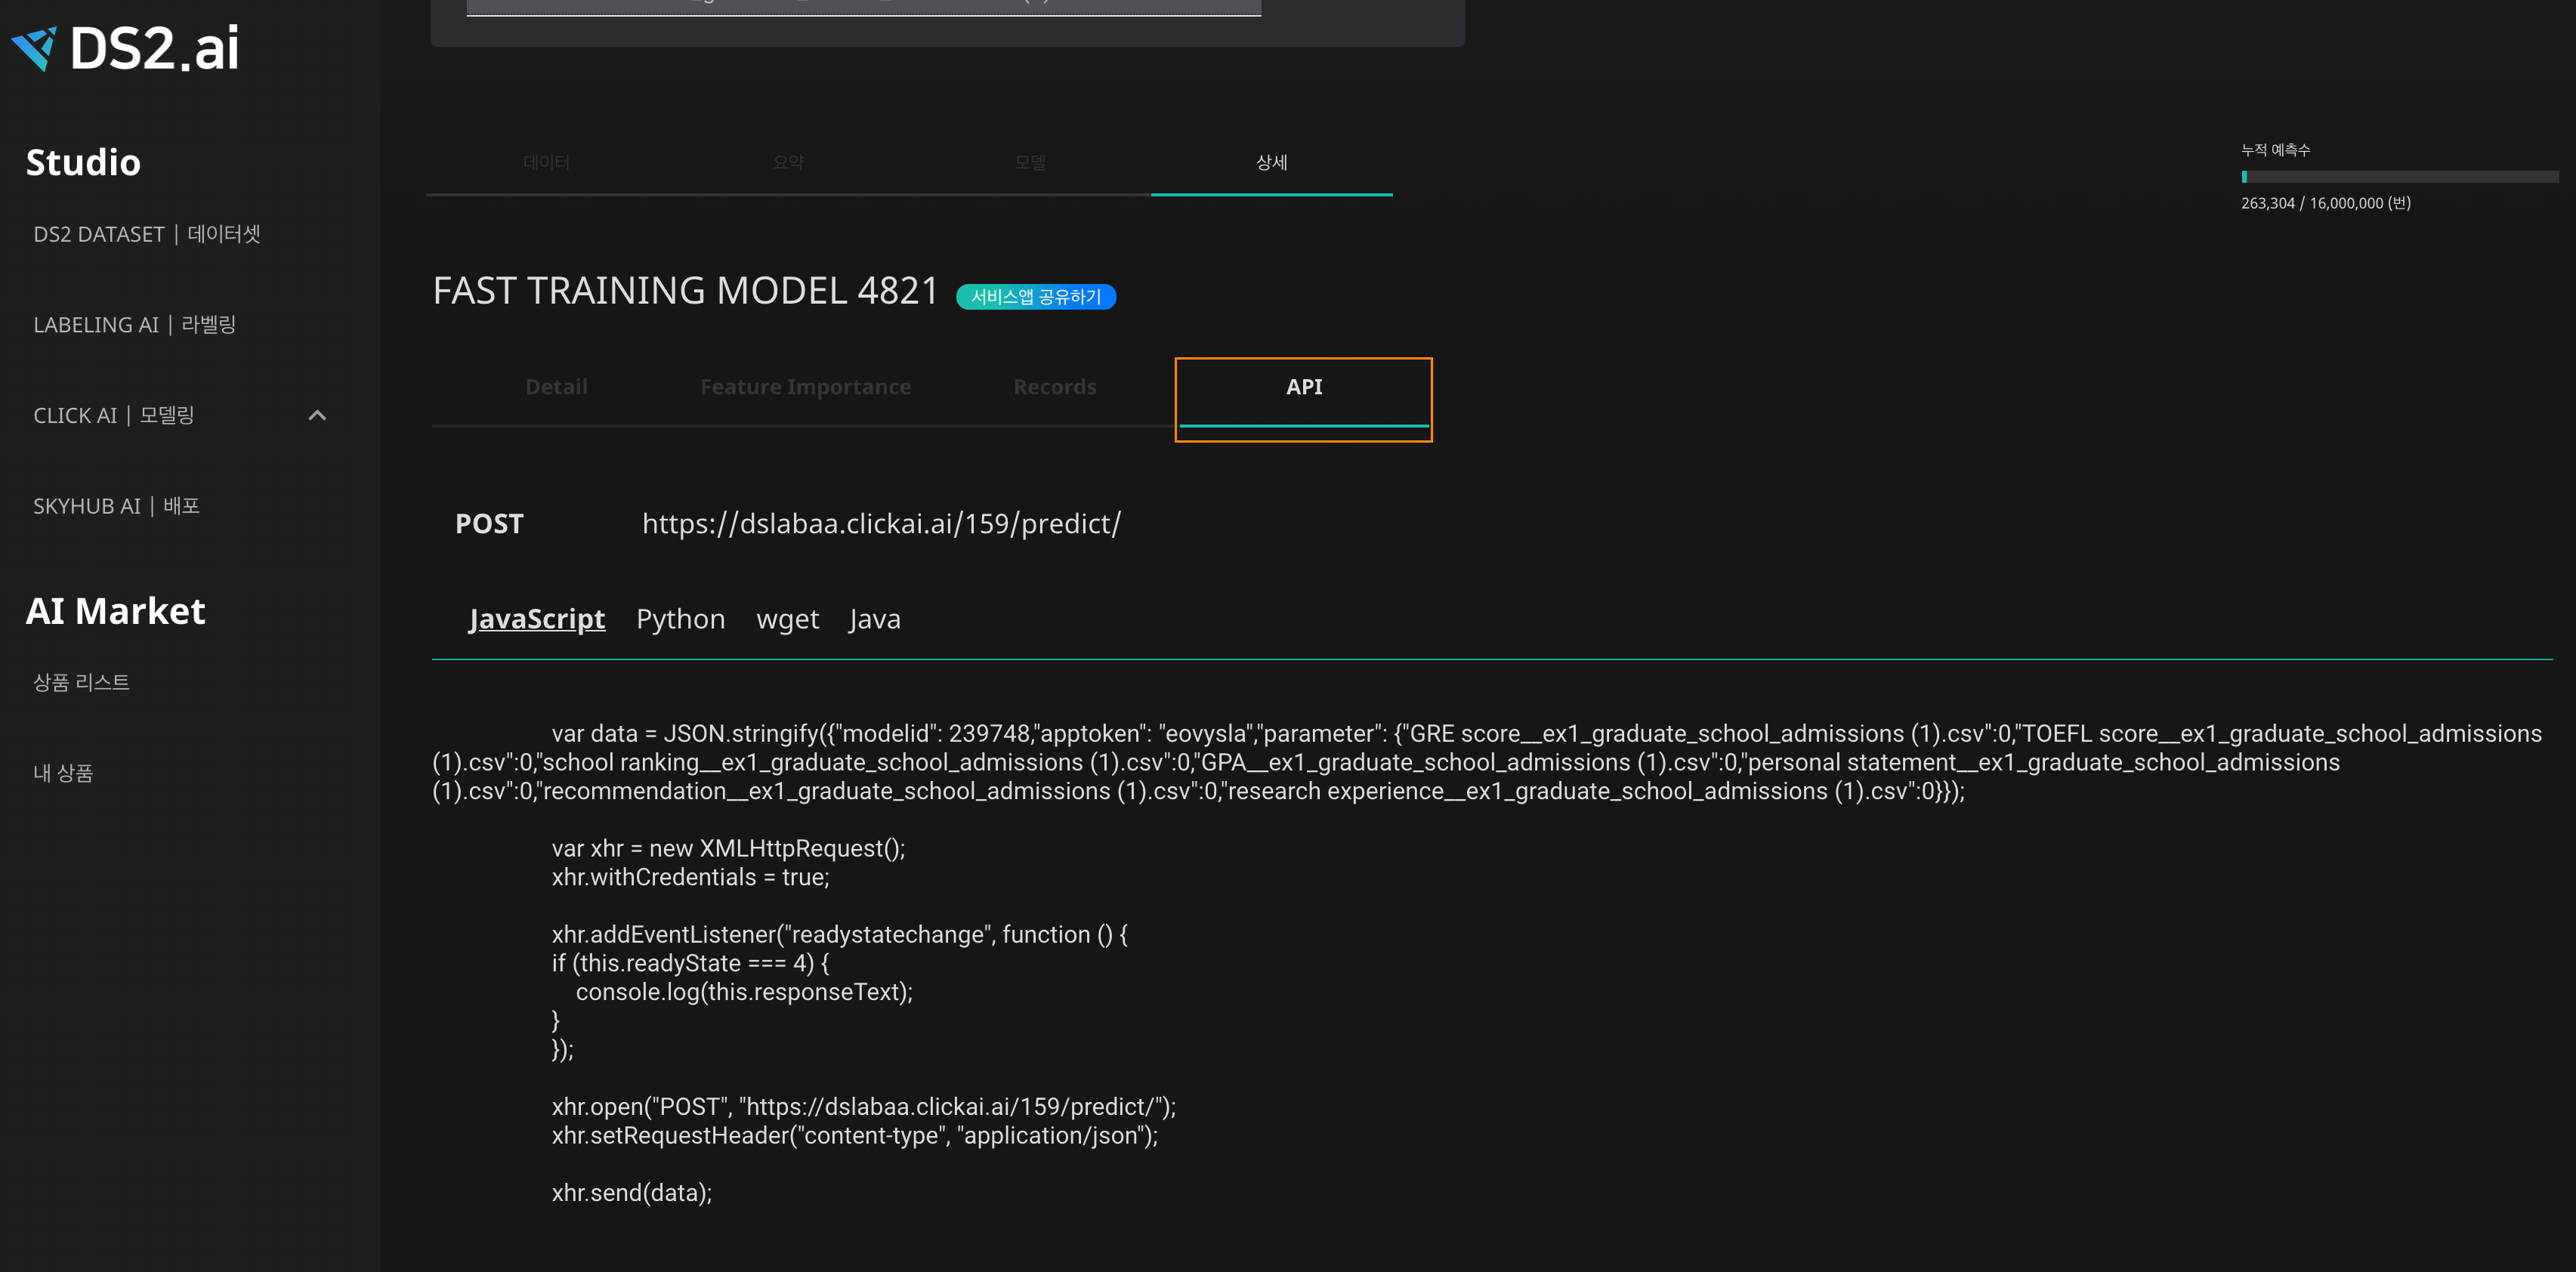 DS2.ai
Studio
DS2 DATASET | 데이터셋
LABELING AI | 라벨링
CLICK AI | 모델링
SKYHUB AI | 배포
AI Market
상품 리스트
내 상품
데이터 요약 모델 상세
누적 예측수
263,304 / 16,000,000 (번)
FAST TRAINING MODEL 4821 서비스앱 공유하기
Detail Feature Importance Records API
POST https://dslabaa.clickai.ai/159/predict/
JavaScript Python wget Java
var data = JSON.stringify({"modelid": 239748,"apptoken": "eovysla","parameter": {"GRE score__ex1_graduate_school_admissions (1).csv":0,"TOEFL score__ex1_graduate_school_admissions
(1).csv":0,"school ranking__ex1_graduate_school_admissions (1).csv":0,"GPA__ex1_graduate_school_admissions (1).csv":0,"personal statement__ex1_graduate_school_admissions
(1).csv":0,"recommendation__ex1_graduate_school_admissions (1).csv":0,"research experience__ex1_graduate_school_admissions (1).csv":0}});
var xhr = new XMLHttpRequest();
xhr.withCredentials = true;
xhr.addEventListener("readystatechange", function () {
if (this.readyState === 4) {
console.log(this.responseText);
}
});
xhr.open("POST", "https://dslabaa.clickai.ai/159/predict/");
xhr.setRequestHeader("content-type", "application/json");
xhr.send(data);